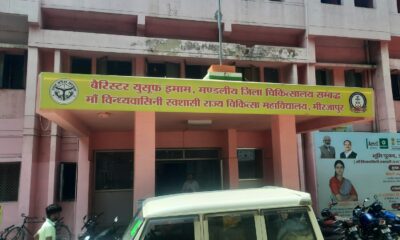 बैरिस्टर युसुफ इमाम, मण्डलीय जिला चिकित्सालय सम्बद्ध
माँ विन्ध्यवासिनी स्वशासी राज्य चिकित्सा महाविद्यालय, मीरजापुर